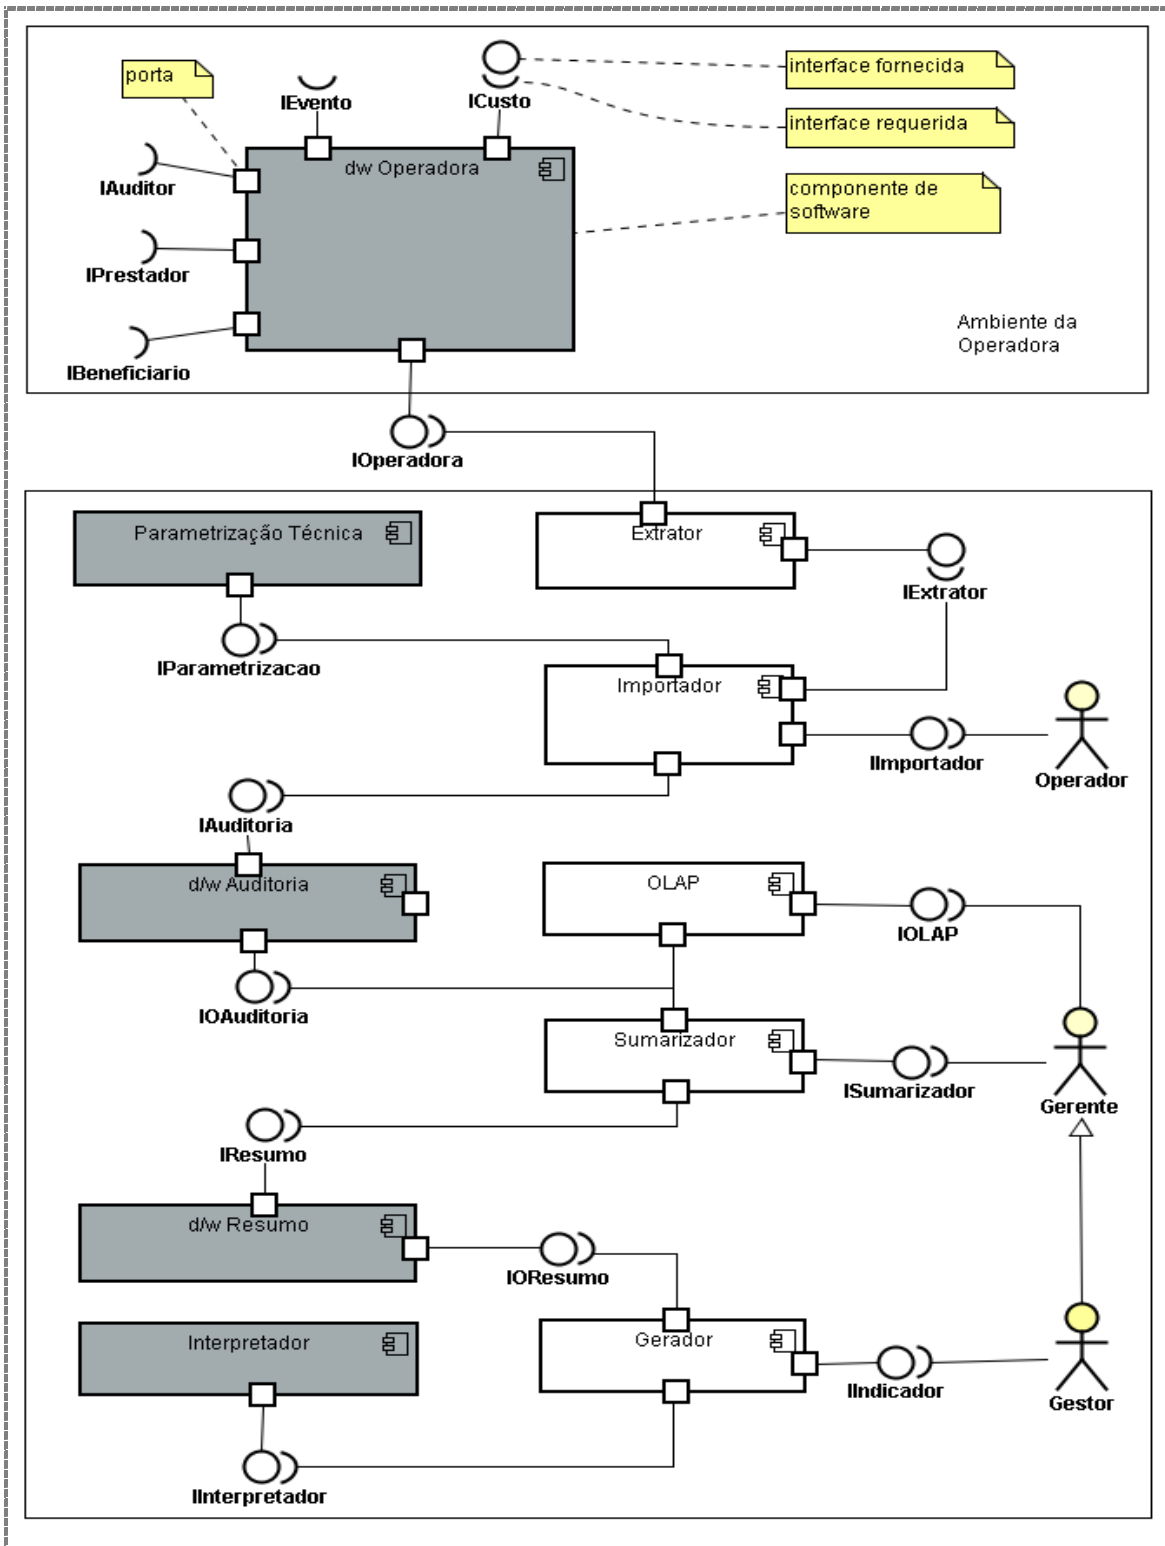 porta
IEvento
ICusto
interface fornecida
interface requerida
dw Operadora
IAuditor
componente de
software
IPrestador
Ambiente da
Operadora
IBeneficiario
IOperadora
Parametrização Técnica
Extrator
IExtrator
IParametrizacao
Importador
IImportador
Operador
IAuditoria
d/w Auditoria
OLAP
IOLAP
IOAuditoria
Sumarizador
ISumarizador
Gerente
IResumo
d/w Resumo
IOResumo
Interpretador
Gerador
IIndicador
Gestor
IInterpretador